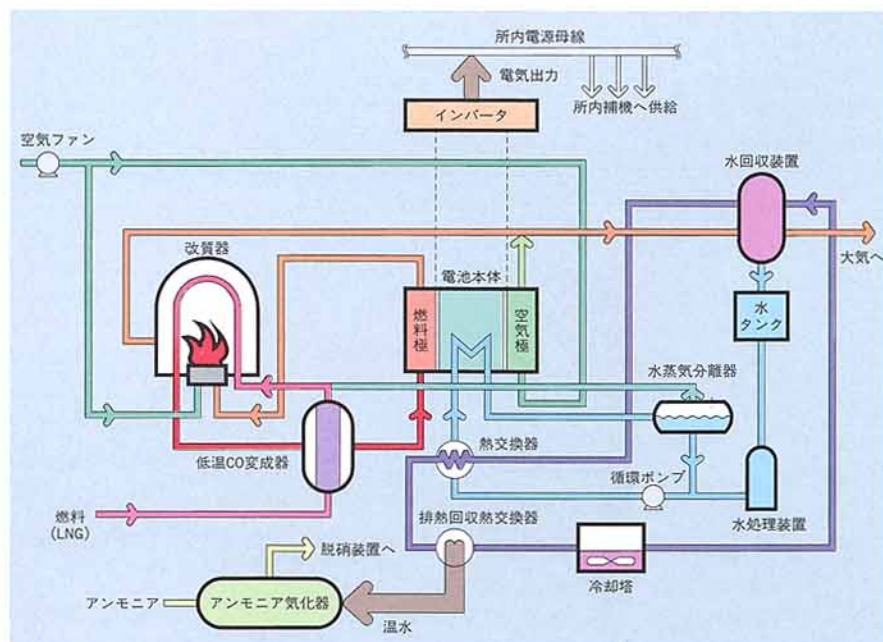 所内電源母線
電気出力
所内補機へ供給
インバータ
空気ファン
水回収装置
改質器
大気へ
電池本体
燃料極
空気極
水
タンク
水蒸気分離器
熱交換器
低温CO変成器
循環ポンプ
燃料
(LNG)
排熱回収熱交換器
水処理装置
脱硝装置へ
冷却塔
アンモニア
アンモニア気化器
温水